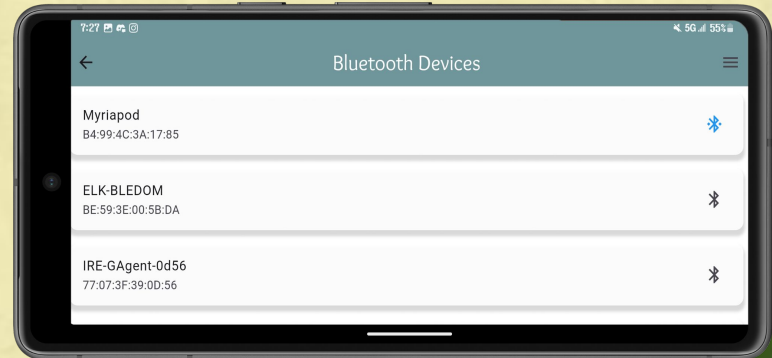 7:27
5G 55%
Bluetooth Devices
Myriapod
B4:99:4C:3A:17:85
ELK-BLEDOM
BE:59:3E:00:5B:DA
IRE-GAgent-0d56
77:07:3F:39:0D:56